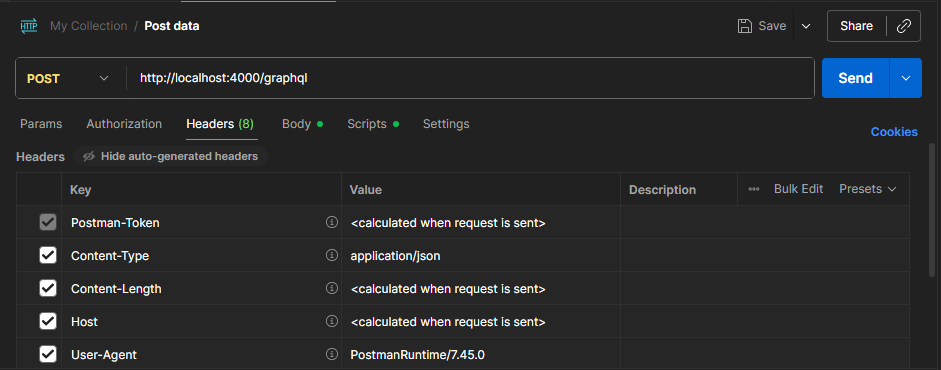 HTTP My Collection / Post data Save Share
POST http://localhost:4000/graphql Send
Params Authorization Headers (8) Body Scripts Settings Cookies
Headers Hide auto-generated headers
Key Value Description Bulk Edit Presets
Postman-Token <calculated when request is sent>
Content-Type application/json
Content-Length <calculated when request is sent>
Host <calculated when request is sent>
User-Agent PostmanRuntime/7.45.0